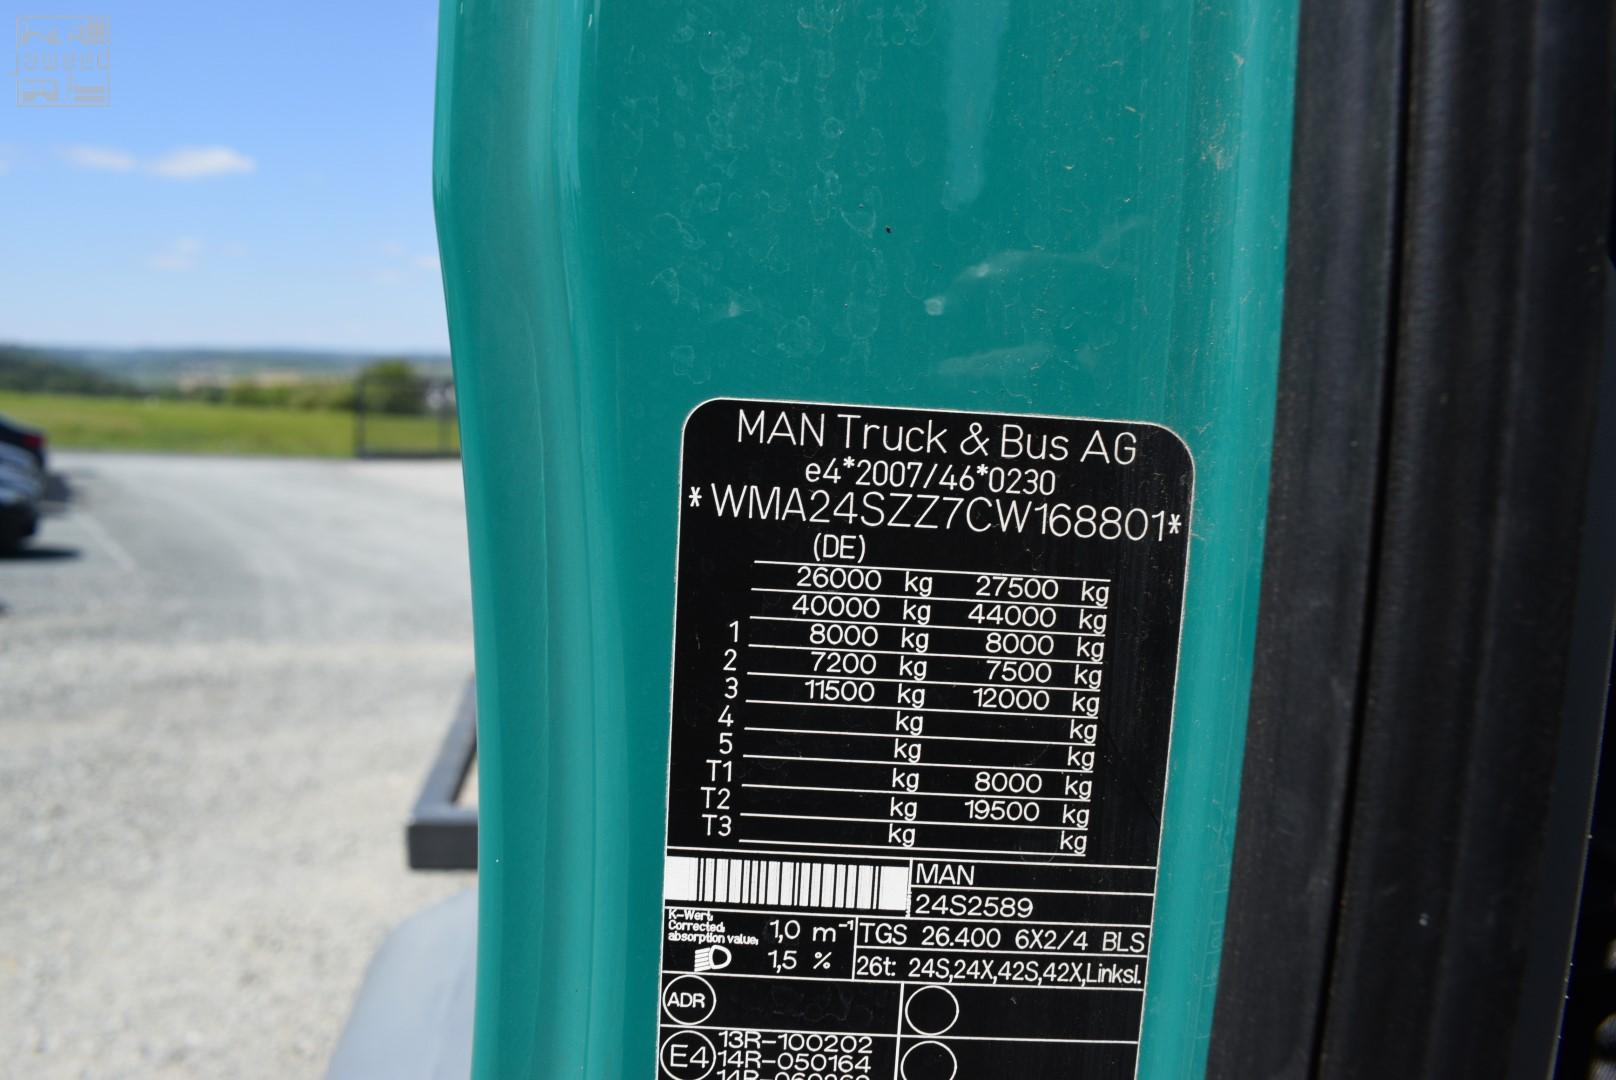 MAN Truck & Bus AG
e4*2007/46*0230
*WMA24SZZ7CW168801*
(DE)
26000 kg 27500 kg
40000 kg 44000 kg
1 8000 kg 8000 kg
2 7200 kg 7500 kg
3 11500 kg 12000 kg
4 kg kg
5 kg kg
T1 kg 8000 kg
T2 kg 19500 kg
T3 kg kg
MAN
24S2589
K-Wert,
Corrected,
absorption value,
1,0 m⁻¹
1,5 %
TGS 26.400 6X2/4 BLS
26t: 24S,24X,42S,42X,Linksl.
ADR
E4
13R-100202
14R-050164